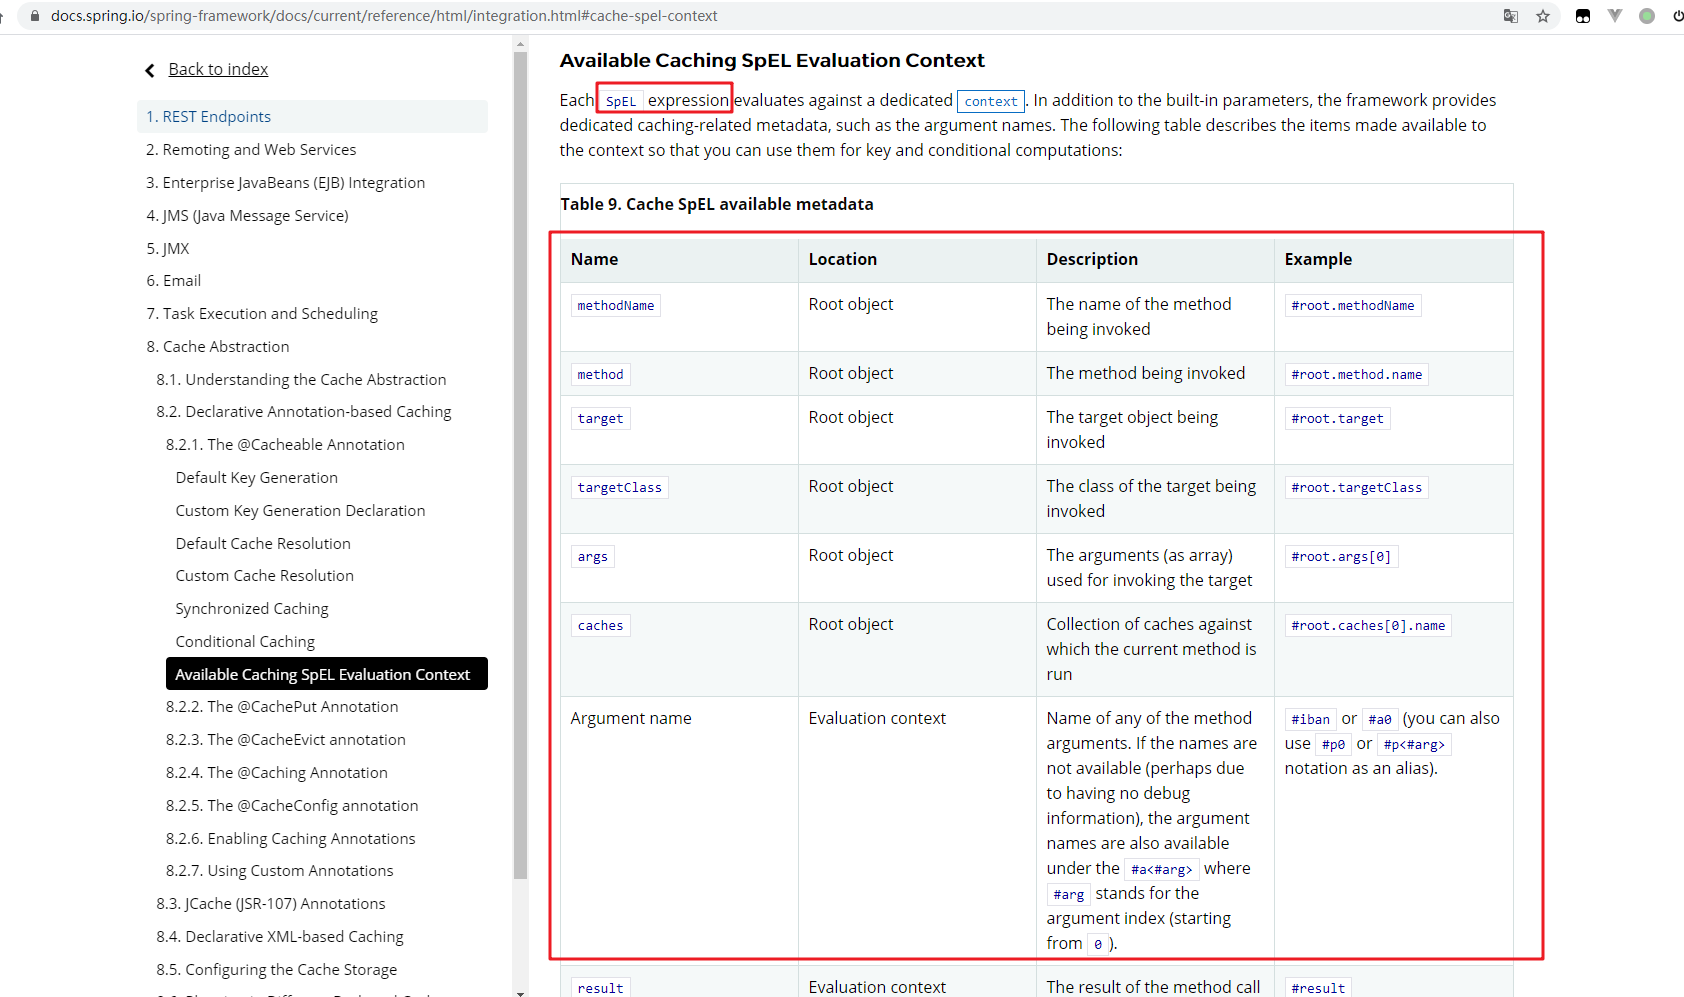 docs.spring.io/spring-framework/docs/current/reference/html/integration.html#cache-spel-context
Back to index
1. REST Endpoints
2. Remoting and Web Services
3. Enterprise JavaBeans (EJB) Integration
4. JMS (Java Message Service)
5. JMX
6. Email
7. Task Execution and Scheduling
8. Cache Abstraction
8.1. Understanding the Cache Abstraction
8.2. Declarative Annotation-based Caching
8.2.1. The @Cacheable Annotation
Default Key Generation
Custom Key Generation Declaration
Default Cache Resolution
Custom Cache Resolution
Synchronized Caching
Conditional Caching
Available Caching SpEL Evaluation Context
8.2.2. The @CachePut Annotation
8.2.3. The @CacheEvict annotation
8.2.4. The @Caching Annotation
8.2.5. The @CacheConfig annotation
8.2.6. Enabling Caching Annotations
8.2.7. Using Custom Annotations
8.3. JCache (JSR-107) Annotations
8.4. Declarative XML-based Caching
8.5. Configuring the Cache Storage
Available Caching SpEL Evaluation Context
Each SpEL expression evaluates against a dedicated context. In addition to the built-in parameters, the framework provides
dedicated caching-related metadata, such as the argument names. The following table describes the items made available to
the context so that you can use them for key and conditional computations:
Table 9. Cache SpEL available metadata
Name Location Description Example
methodName Root object The name of the method #root.methodName
being invoked
method Root object The method being invoked #root.method.name
target Root object The target object being #root.target
invoked
targetClass Root object The class of the target being #root.targetClass
invoked
args Root object The arguments (as array) #root.args[0]
used for invoking the target
caches Root object Collection of caches against #root.caches[0].name
which the current method is
run
Argument name Evaluation context Name of any of the method #iban or #a0 (you can also
arguments. If the names are use #p0 or #p<#arg>
not available (perhaps due notation as an alias).
to having no debug
information), the argument
names are also available
under the #a<#arg> where
#arg stands for the
argument index (starting
from 0).
result Evaluation context The result of the method call #result